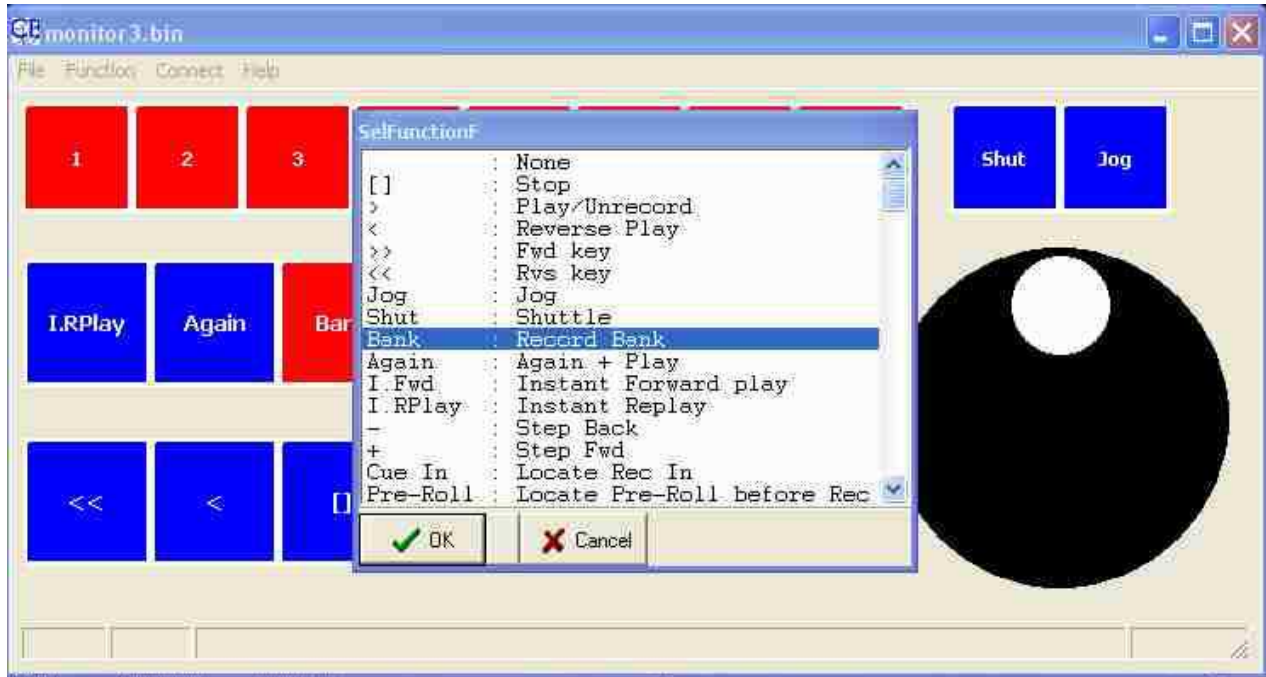 monitor3.bin
File Function Connect Help
1
2
3
Shut
Jog
I.RPlay
Again
<<
<
[]
SelFunctionF
: None
[] : Stop
> : Play/Unrecord
< : Reverse Play
>> : Fwd key
<< : Rvs key
Jog : Jog
Shut : Shuttle
Bank : Record Bank
Again : Again + Play
I.Fwd : Instant Forward play
I.RPlay : Instant Replay
- : Step Back
+ : Step Fwd
Cue In : Locate Rec In
Pre-Roll : Locate Pre-Roll before Rec
OK
Cancel